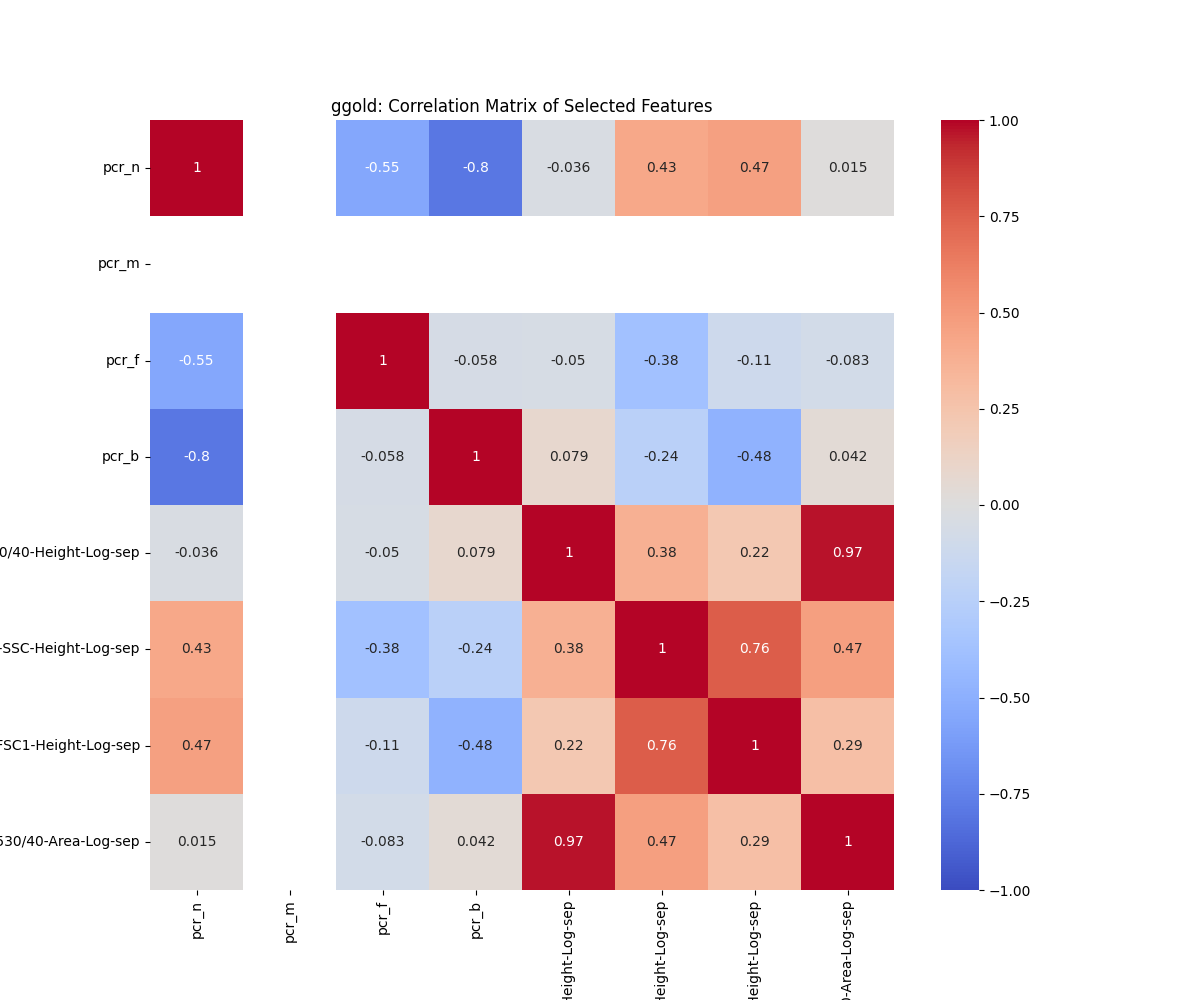 ggold: Correlation Matrix of Selected Features
pcr_n 1 -0.55 -0.8 -0.036 0.43 0.47 0.015
pcr_m
pcr_f -0.55 1 -0.058 -0.05 -0.38 -0.11 -0.083
pcr_b -0.8 -0.058 1 0.079 -0.24 -0.48 0.042
0/40-Height-Log-sep -0.036 -0.05 0.079 1 0.38 0.22 0.97
-SSC-Height-Log-sep 0.43 -0.38 -0.24 0.38 1 0.76 0.47
FSC1-Height-Log-sep 0.47 -0.11 -0.48 0.22 0.76 1 0.29
530/40-Area-Log-sep 0.015 -0.083 0.042 0.97 0.47 0.29 1
pcr_n
pcr_m
pcr_f
pcr_b
Height-Log-sep
Height-Log-sep
Height-Log-sep
0-Area-Log-sep
1.00
0.75
0.50
0.25
0.00
−0.25
−0.50
−0.75
−1.00